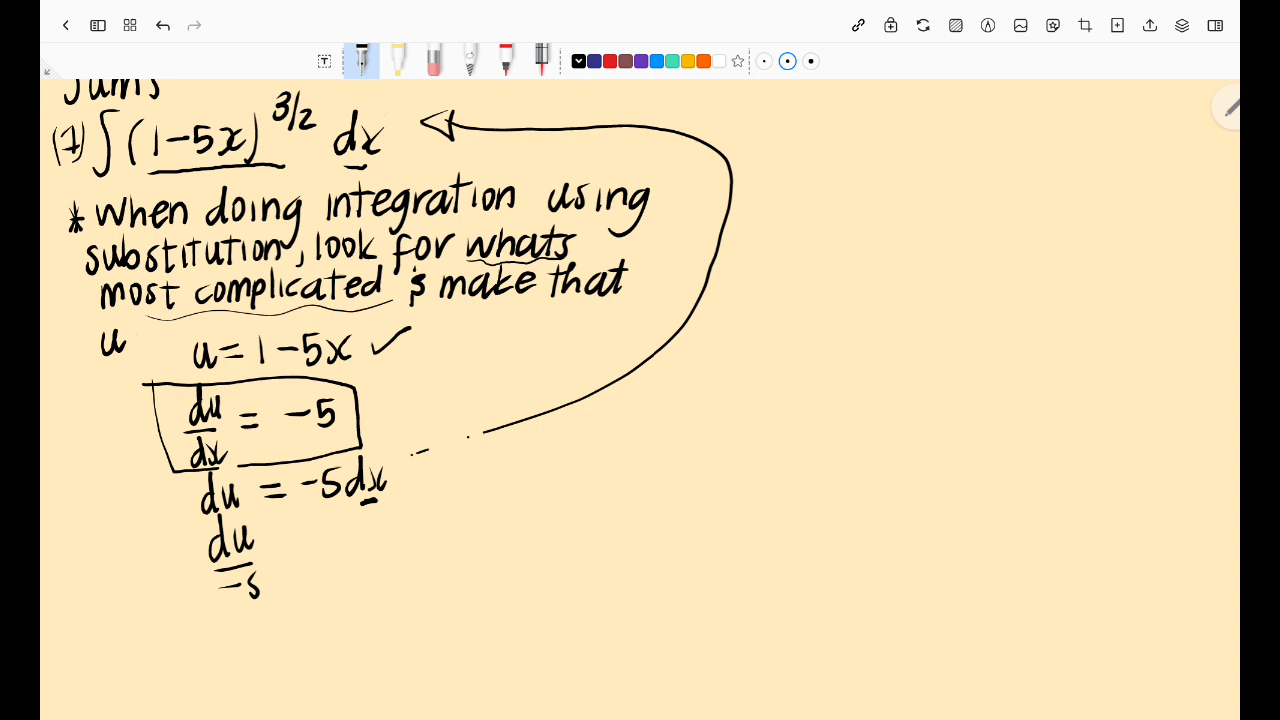 Sums
(7) ∫(1-5x)^3/2 dx
* When doing integration using
substitution, look for whats
most complicated & make that
u
u = 1-5x ✓
du/dx = -5
du = -5dx
du/-5